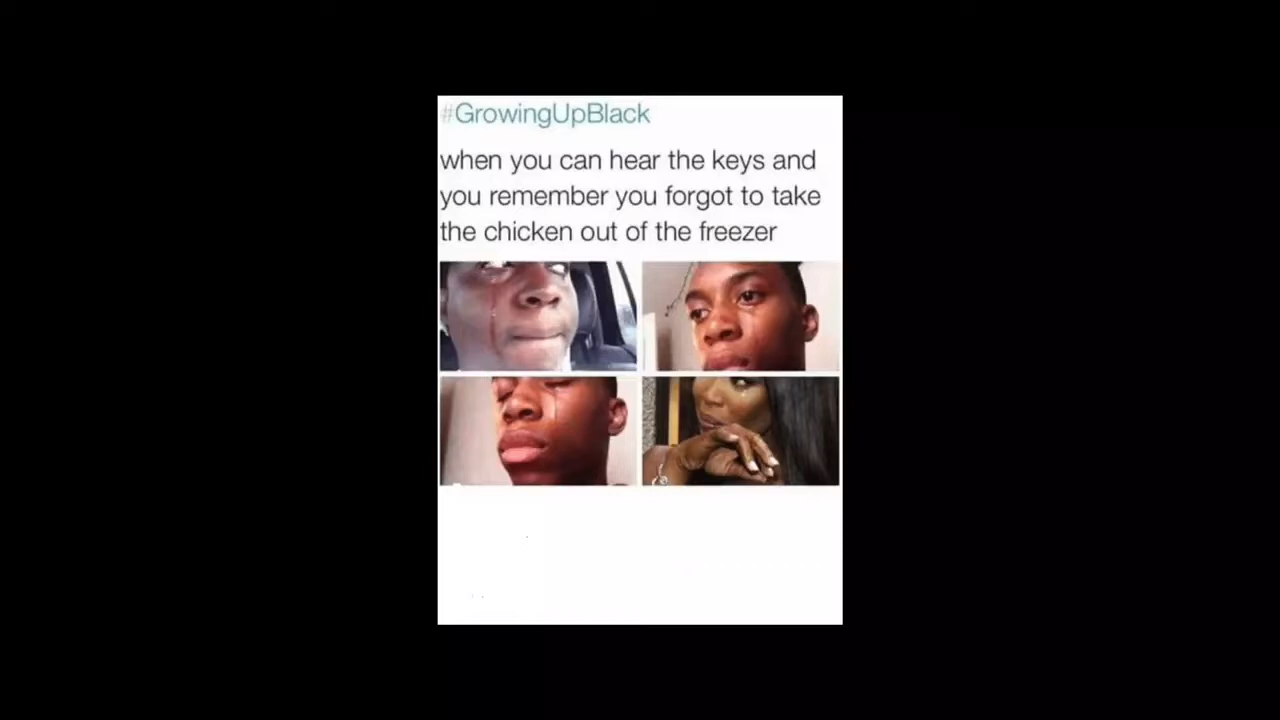 #GrowingUpBlack
when you can hear the keys and
you remember you forgot to take
the chicken out of the freezer